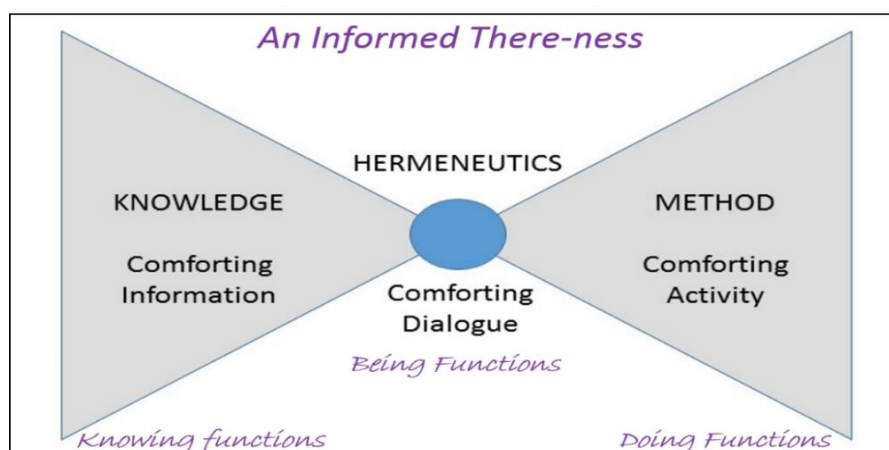 An Informed There-ness
HERMENEUTICS
KNOWLEDGE
METHOD
Comforting
Information
Comforting
Activity
Comforting
Dialogue
Being Functions
Knowing functions
Doing Functions